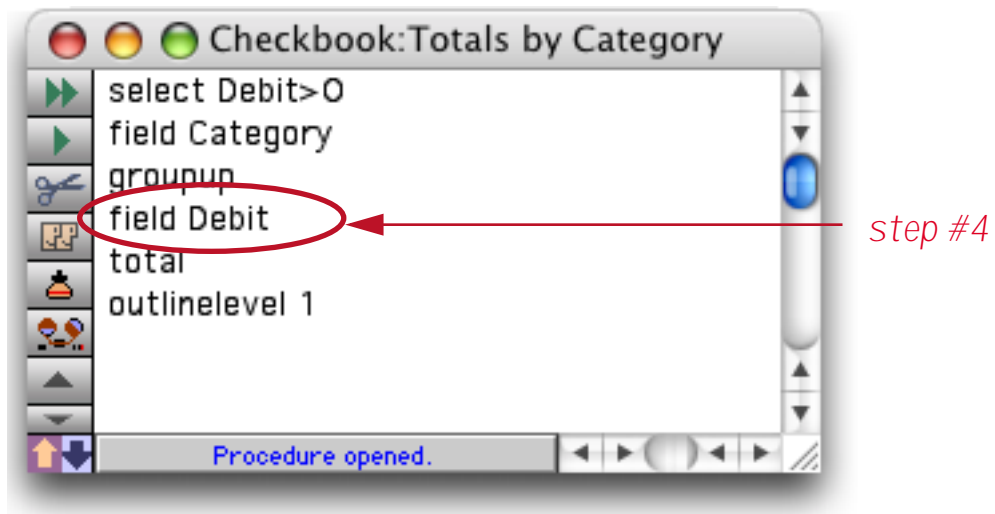 Checkbook:Totals by Category
select Debit>0
field Category
groupup
field Debit
step #4
total
outlinelevel 1
Procedure opened.